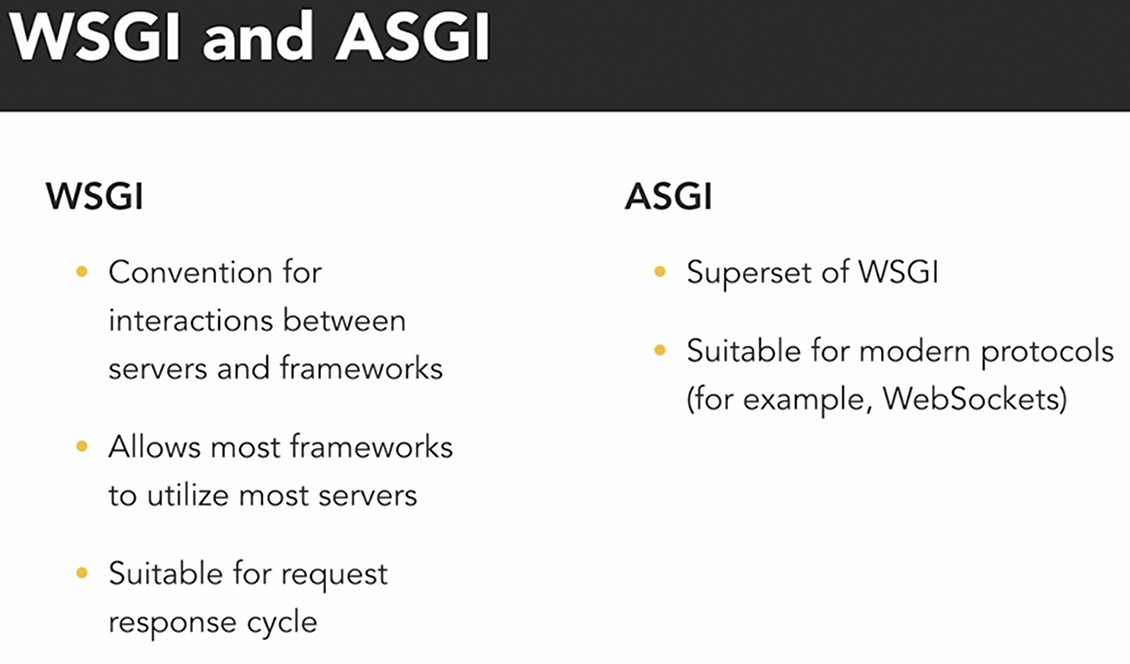 WSGI and ASGI
WSGI
Convention for
interactions between
servers and frameworks
Allows most frameworks
to utilize most servers
Suitable for request
response cycle
ASGI
Superset of WSGI
Suitable for modern protocols
(for example, WebSockets)